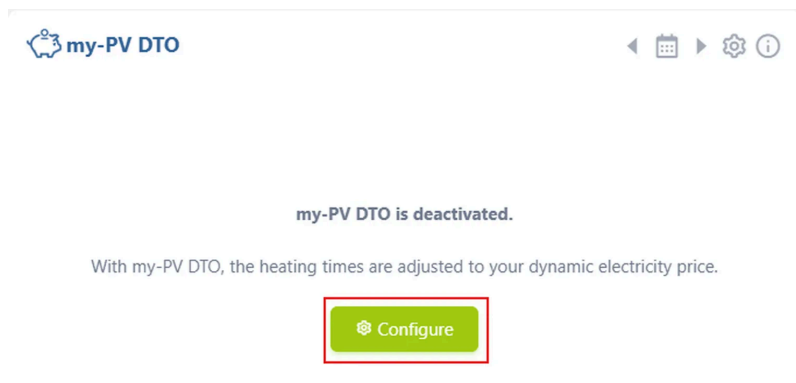 my-PV DTO
my-PV DTO is deactivated.
With my-PV DTO, the heating times are adjusted to your dynamic electricity price.
Configure